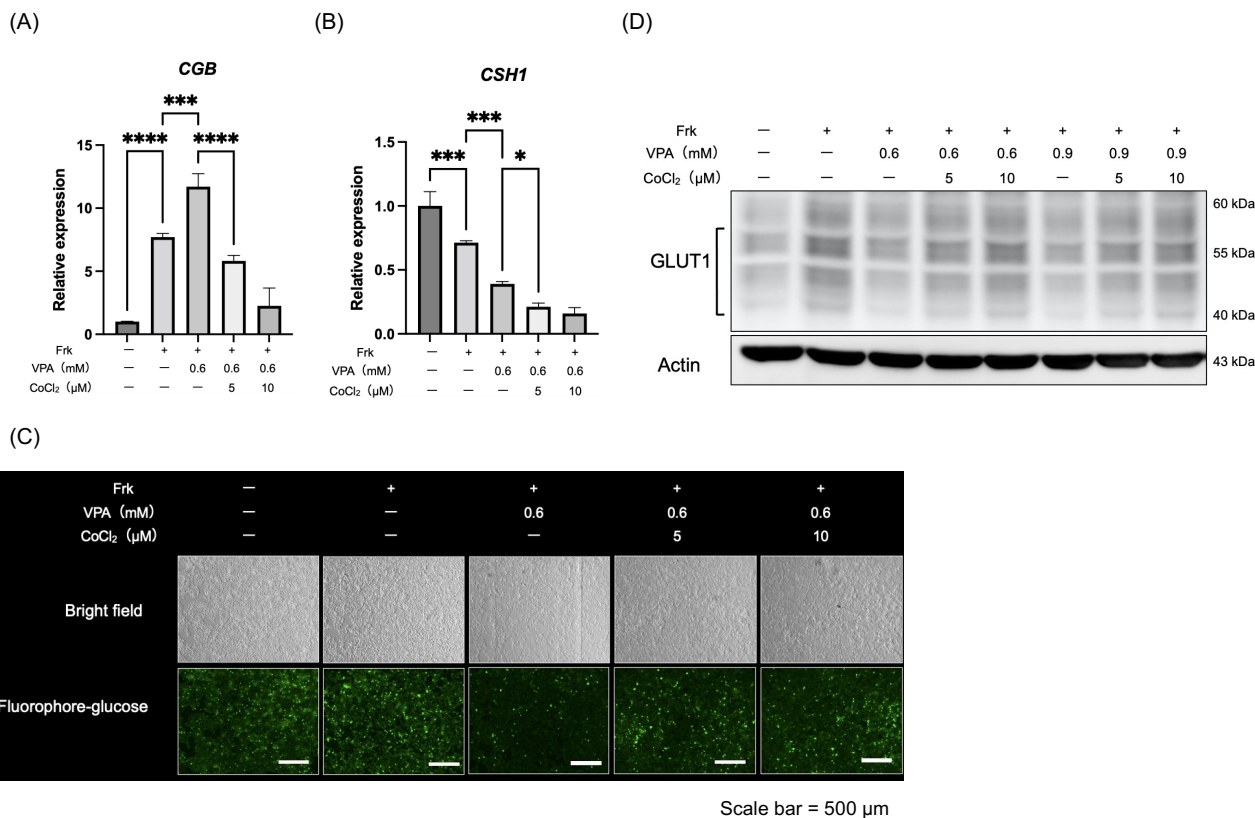 (A)
CGB
***
**** ****
Relative expression
15
10
5
0
Frk — + + + +
VPA（mM） — — 0.6 0.6 0.6
CoCl₂（μM） — — — 5 10
(B)
CSH1
***
*** *
Relative expression
1.5
1.0
0.5
0.0
Frk — + + + +
VPA（mM） — — 0.6 0.6 0.6
CoCl₂（μM） — — — 5 10
(D)
Frk — + + + + + + +
VPA（mM） — — 0.6 0.6 0.6 0.9 0.9 0.9
CoCl₂（μM） — — — 5 10 — 5 10
60 kDa
GLUT1 55 kDa
40 kDa
Actin 43 kDa
(C)
Frk — + + + +
VPA（mM） — — 0.6 0.6 0.6
CoCl₂（μM） — — — 5 10
Bright field
Fluorophore-glucose
Scale bar = 500 μm